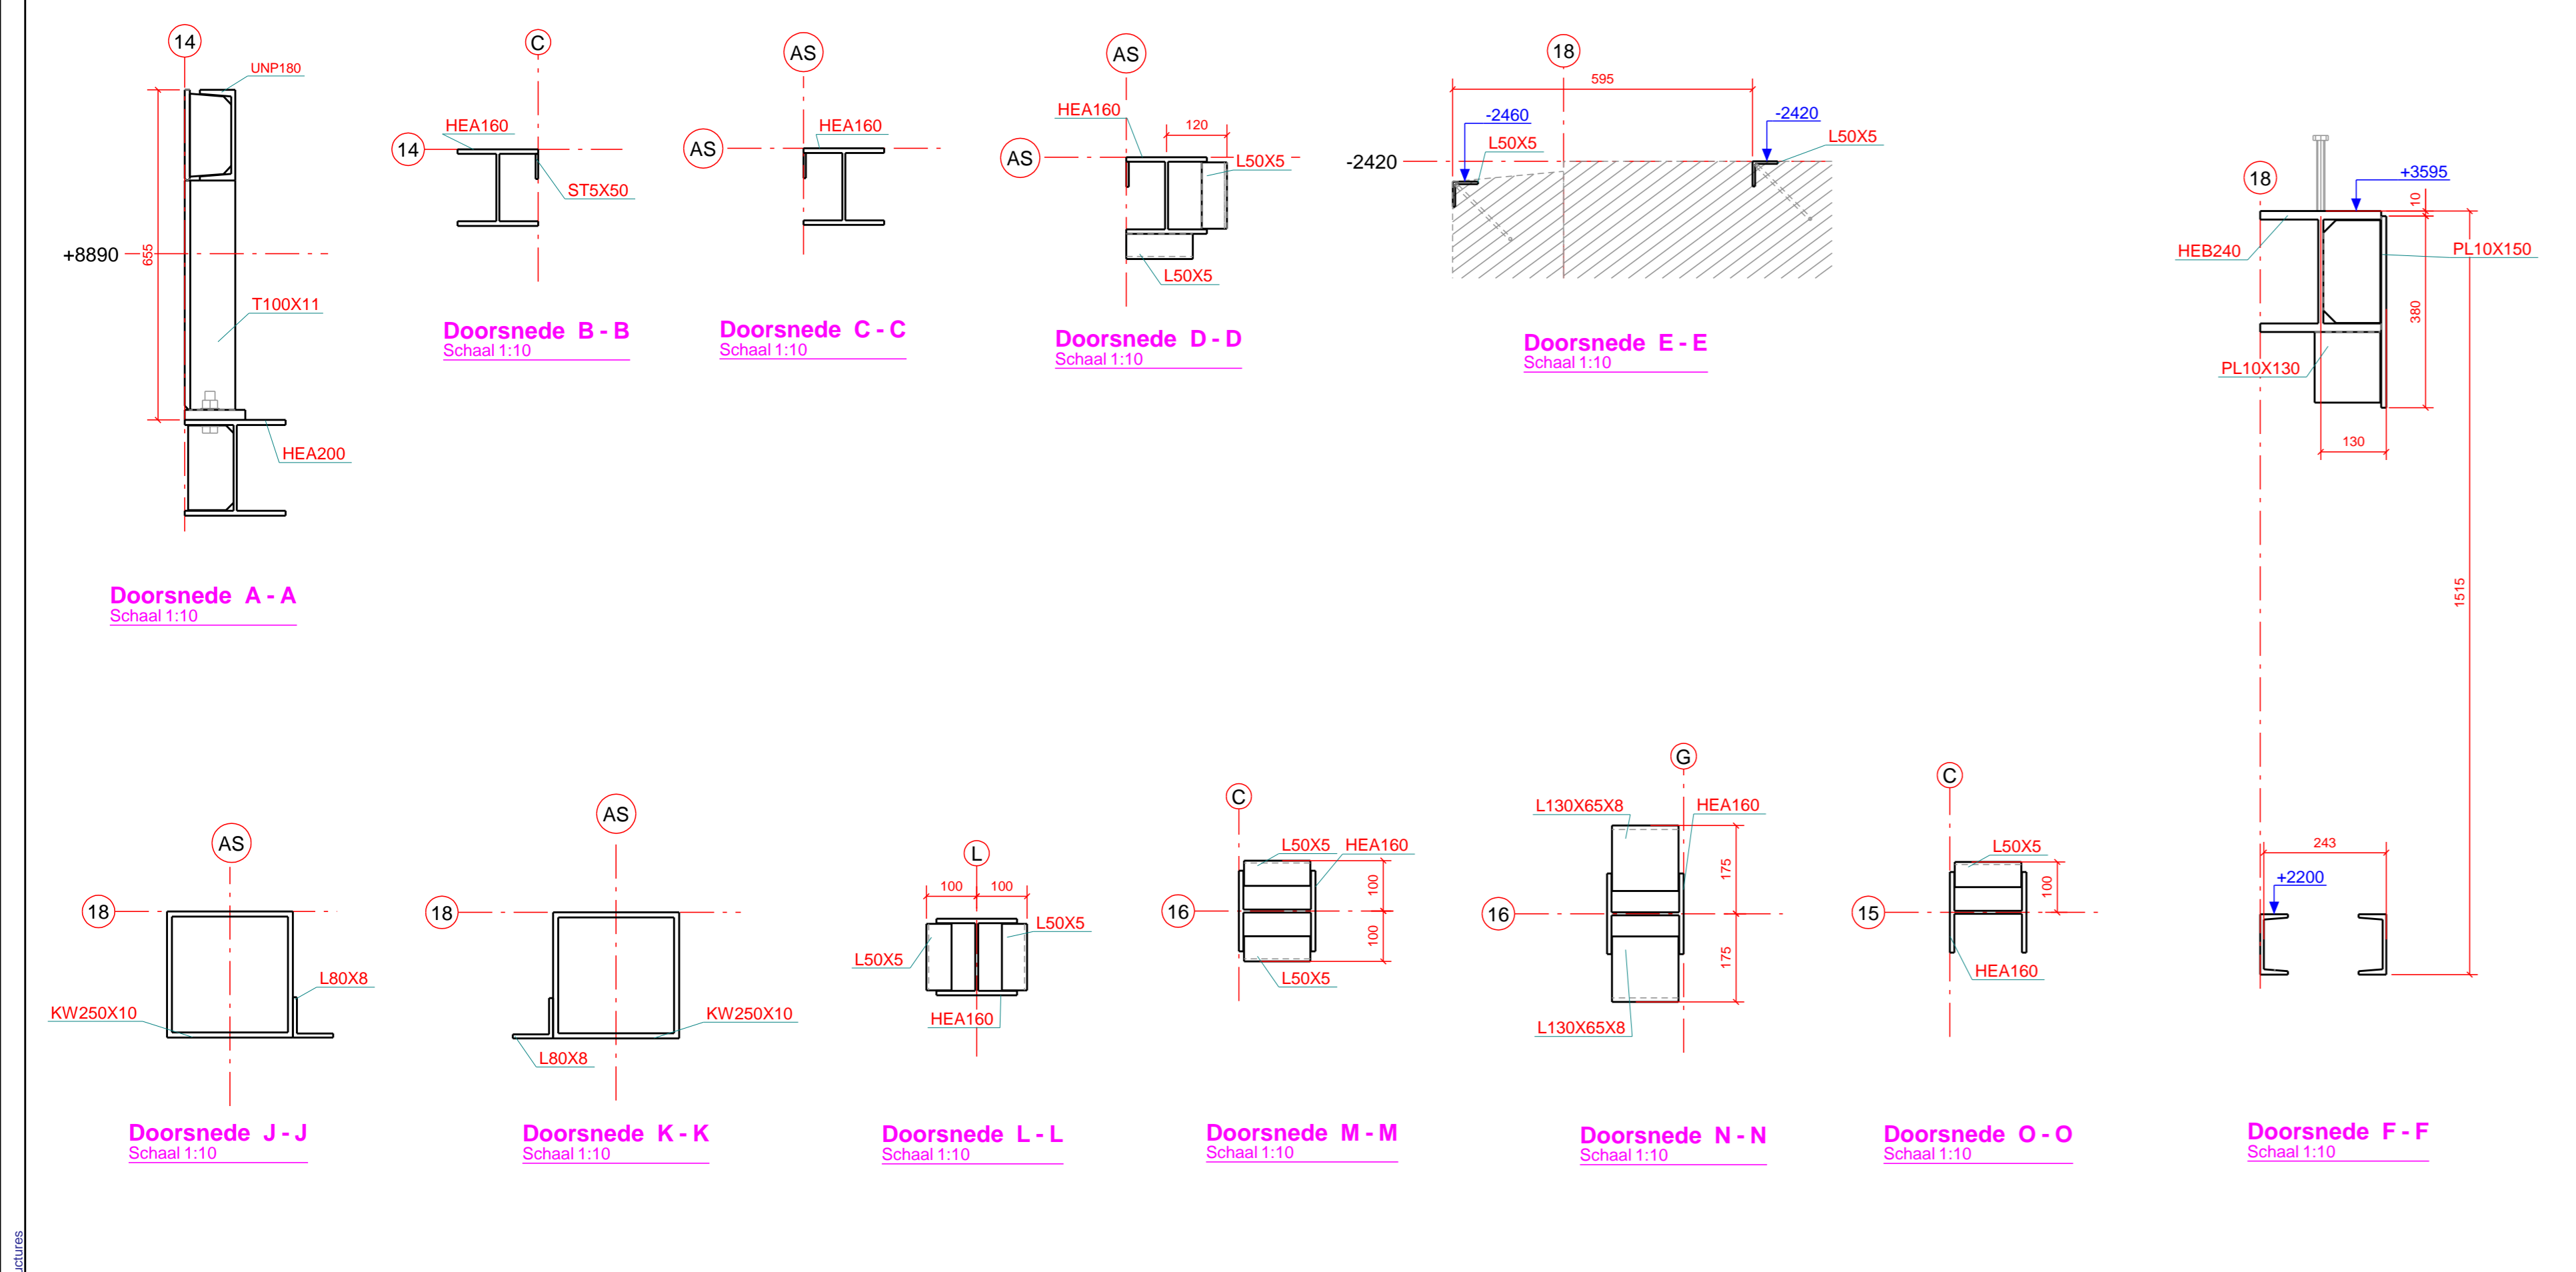 14
UNP180
+8890
655
T100X11
HEA200
Doorsnede A - A
Schaal 1:10
C
HEA160
14
ST5X50
Doorsnede B - B
Schaal 1:10
AS
HEA160
AS
Doorsnede C - C
Schaal 1:10
AS
HEA160
120
AS
L50X5
L50X5
Doorsnede D - D
Schaal 1:10
18
595
-2460
-2420
L50X5
L50X5
-2420
Doorsnede E - E
Schaal 1:10
18
+3595
10
HEB240
PL10X150
380
PL10X130
130
1515
243
+2200
Doorsnede F - F
Schaal 1:10
AS
18
L80X8
KW250X10
Doorsnede J - J
Schaal 1:10
AS
18
KW250X10
L80X8
Doorsnede K - K
Schaal 1:10
L
100
100
L50X5
L50X5
HEA160
Doorsnede L - L
Schaal 1:10
C
L50X5
HEA160
100
16
100
L50X5
Doorsnede M - M
Schaal 1:10
G
L130X65X8
HEA160
175
16
175
L130X65X8
Doorsnede N - N
Schaal 1:10
C
L50X5
100
15
HEA160
Doorsnede O - O
Schaal 1:10
uctures